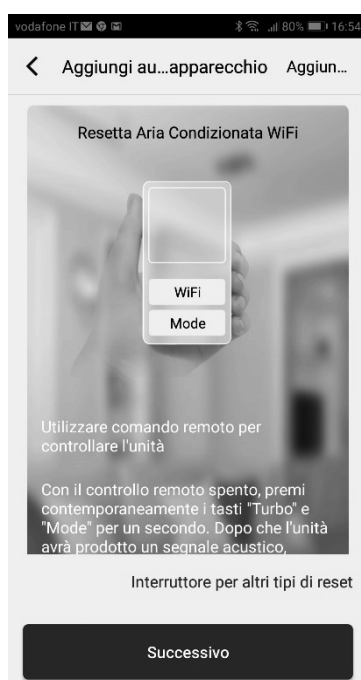 vodafone IT 80% 16:54
Aggiungi au...apparecchio Aggiun...
Resetta Aria Condizionata WiFi
WiFi
Mode
Utilizzare comando remoto per
controllare l'unità
Con il controllo remoto spento, premi
contemporaneamente i tasti "Turbo" e
"Mode" per un secondo. Dopo che l'unità
avrà prodotto un segnale acustico,
Interruttore per altri tipi di reset
Successivo